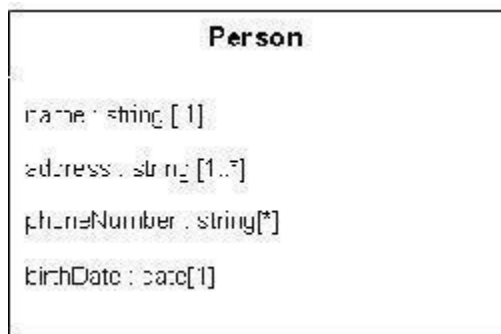 Person
name : string [1]
address : string [1..*]
phoneNumber : string[*]
birthDate : date[1]